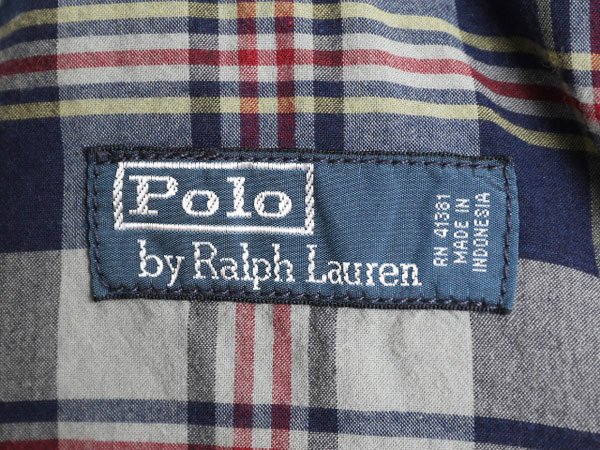 Polo
by Ralph Lauren
RN 41381
MADE IN
INDONESIA